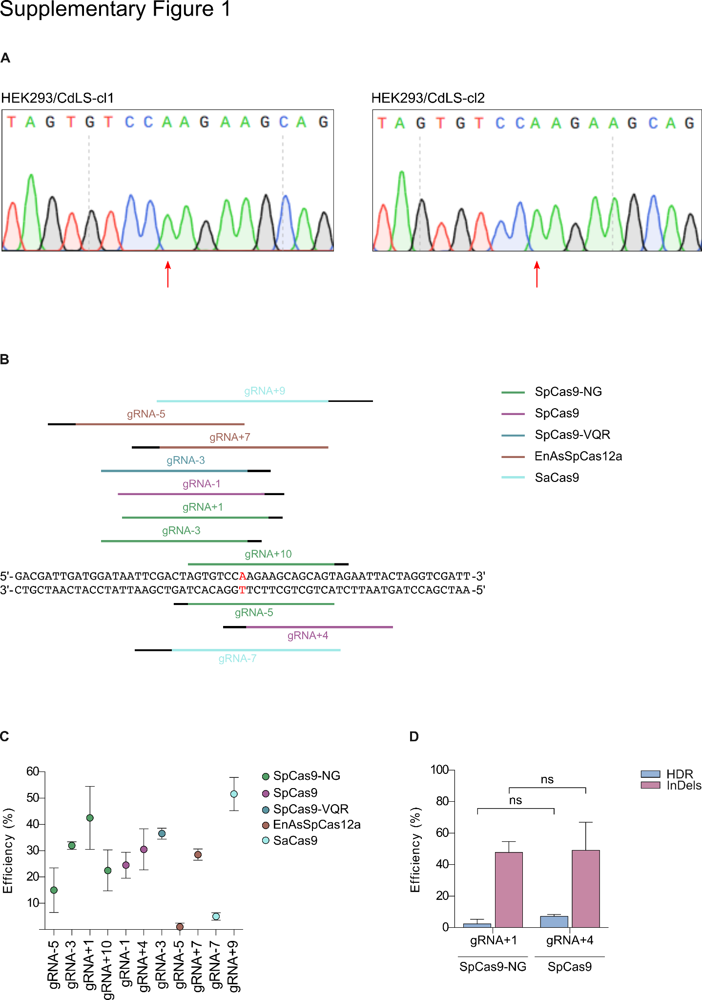 Supplementary Figure 1
A
HEK293/CdLS-cl1
HEK293/CdLS-cl2
T A G T G T C C A A G A A G C A G
T A G T G T C C A A G A A G C A G
B
gRNA+9
gRNA-5
gRNA+7
gRNA-3
gRNA-1
gRNA+1
gRNA-3
gRNA+10
5'-GACGATTGATGGATAATTCGACTAGTGTCCAAGAAGCAGCAGTAGAATTACTAGGTCGATT-3'
3'-CTGCTAACTACCTATTAAGCTGATCACAGGTTCTTCGTCGTCATCTTAATGATCCAGCTAA-5'
gRNA-5
gRNA+4
gRNA-7
SpCas9-NG
SpCas9
SpCas9-VQR
EnAsSpCas12a
SaCas9
C
Efficiency (%)
60
50
40
30
20
10
gRNA-5
gRNA-3
gRNA+1
gRNA+10
gRNA-1
gRNA+4
gRNA-3
gRNA-5
gRNA+7
gRNA-7
gRNA+9
SpCas9-NG
SpCas9
SpCas9-VQR
EnAsSpCas12a
SaCas9
D
Efficiency (%)
100
80
60
40
20
0
ns
ns
gRNA+1
gRNA+4
SpCas9-NG
SpCas9
HDR
InDels